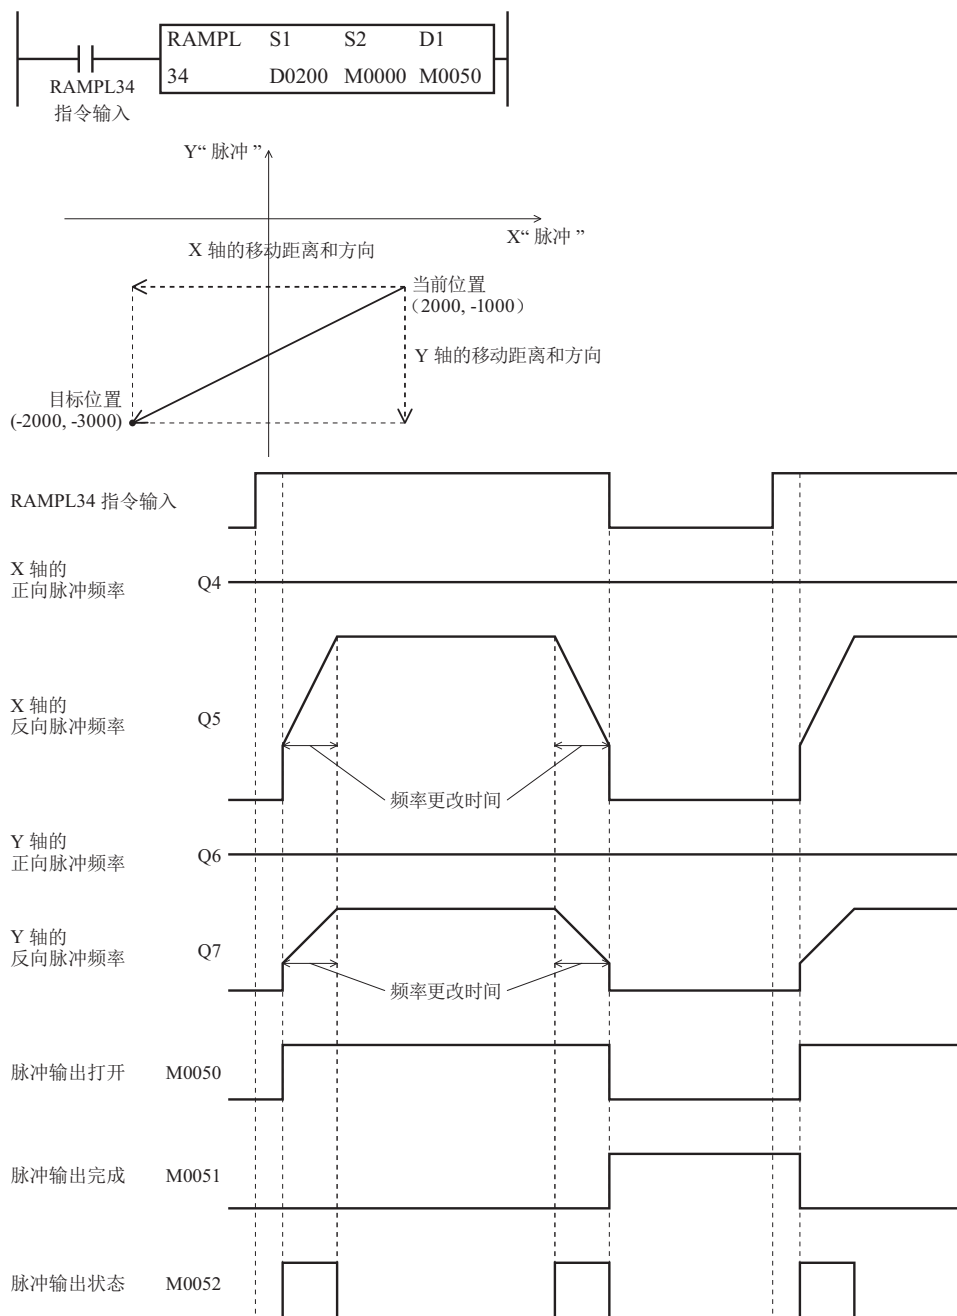 RAMPL S1 S2 D1
34 D0200 M0000 M0050
RAMPL34
指令输入
Y“ 脉冲 ”
X“ 脉冲 ”
X 轴的移动距离和方向
当前位置
（2000, -1000）
Y 轴的移动距离和方向
目标位置
(-2000, -3000)
RAMPL34 指令输入
X 轴的
正向脉冲频率 Q4
X 轴的
反向脉冲频率 Q5
频率更改时间
Y 轴的
正向脉冲频率 Q6
Y 轴的
反向脉冲频率 Q7
频率更改时间
脉冲输出打开 M0050
脉冲输出完成 M0051
脉冲输出状态 M0052